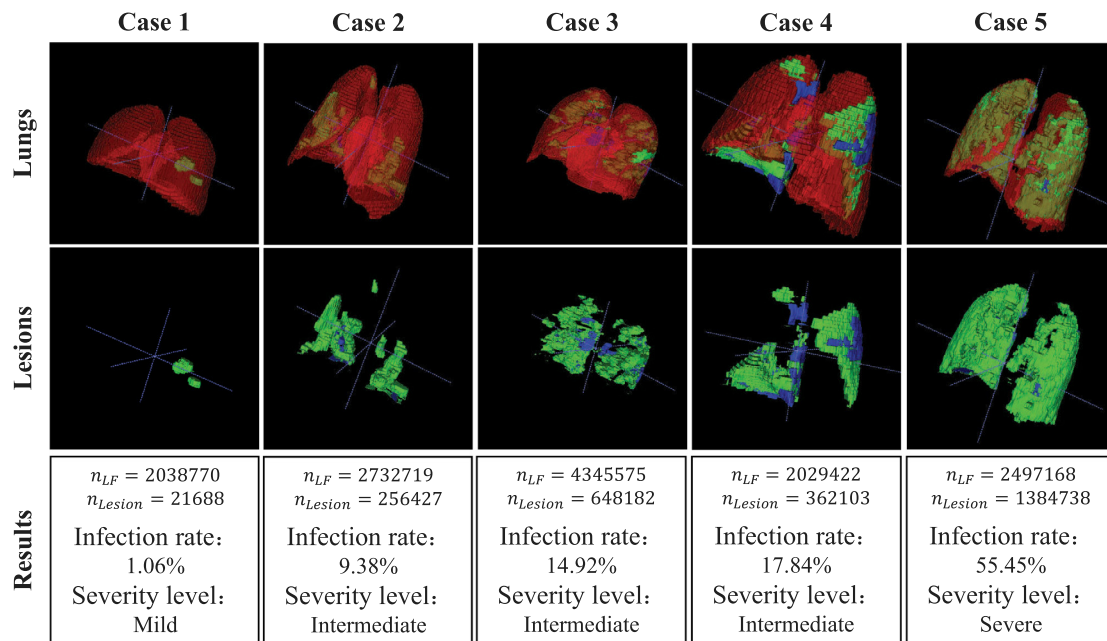 Case 1
Case 2
Case 3
Case 4
Case 5
Lungs
Lesions
Results
n_LF = 2038770
n_Lesion = 21688
Infection rate：
1.06%
Severity level：
Mild
n_LF = 2732719
n_Lesion = 256427
Infection rate：
9.38%
Severity level：
Intermediate
n_LF = 4345575
n_Lesion = 648182
Infection rate：
14.92%
Severity level：
Intermediate
n_LF = 2029422
n_Lesion = 362103
Infection rate：
17.84%
Severity level：
Intermediate
n_LF = 2497168
n_Lesion = 1384738
Infection rate：
55.45%
Severity level：
Severe